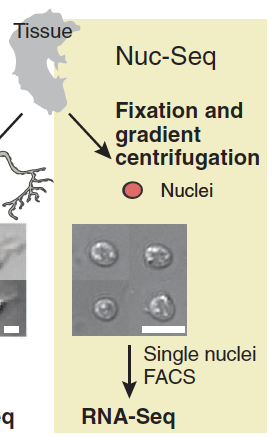 Tissue
Nuc-Seq
Fixation and
gradient
centrifugation
Nuclei
Single nuclei
FACS
RNA-Seq